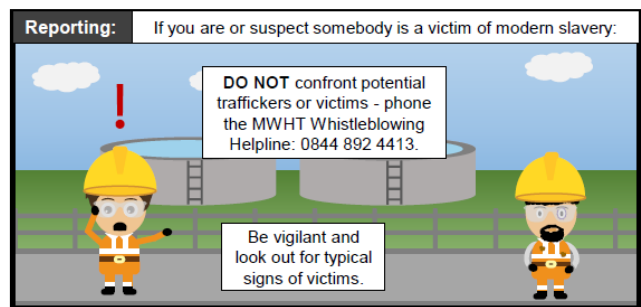 Reporting: If you are or suspect somebody is a victim of modern slavery:
DO NOT confront potential
traffickers or victims - phone
the MWHT Whistleblowing
Helpline: 0844 892 4413.
!
Be vigilant and
look out for typical
signs of victims.